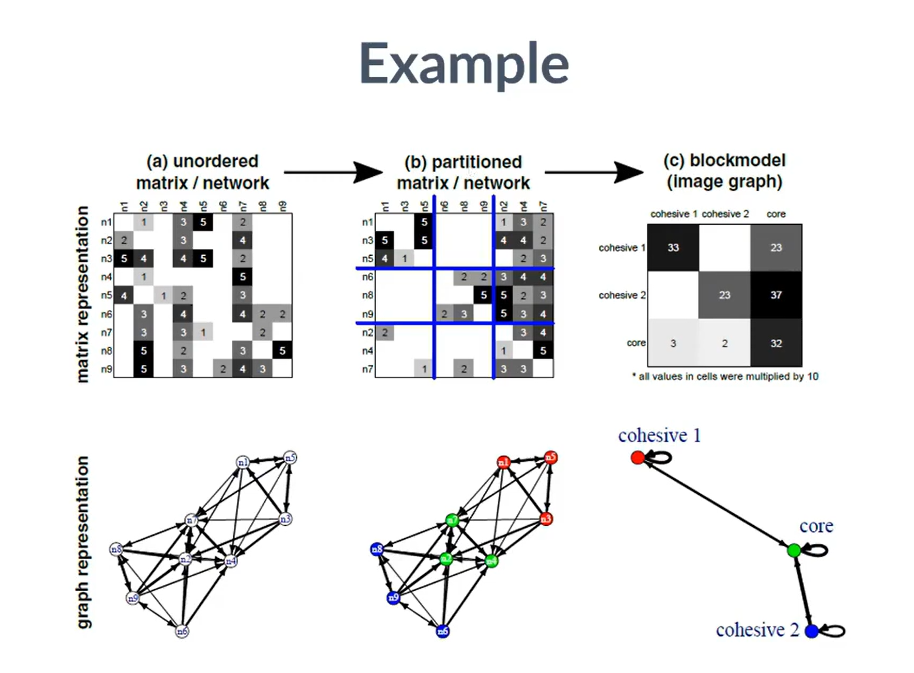 Example
(a) unordered
matrix / network
(b) partitioned
matrix / network
(c) blockmodel
(image graph)
matrix representation
n1 n2 n3 n4 n5 n6 n7 n8 n9
n1 1 3 5 2
n2 2 3 4
n3 5 4 4 5 2
n4 1 5
n5 4 1 2 3
n6 3 4 4 2 2
n7 3 3 1 2
n8 5 2 3 5
n9 5 3 2 4 3
n1 n3 n5 n6 n8 n9 n2 n4 n7
n1 5 1 3 2
n3 5 5 4 4 2
n5 4 1 2 3
n6 2 2 3 4 4
n8 5 5 2 3
n9 2 3 5 3 4
n2 2 3 4
n4 1 5
n7 1 2 3 3
cohesive 1 cohesive 2 core
cohesive 1 33 23
cohesive 2 23 37
core 3 2 32
* all values in cells were multiplied by 10
graph representation
n1 n5
n3
n7
n8 n2 n4
n9
n6
n1 n5
n3
n8 n4
n9
n6
cohesive 1
core
cohesive 2